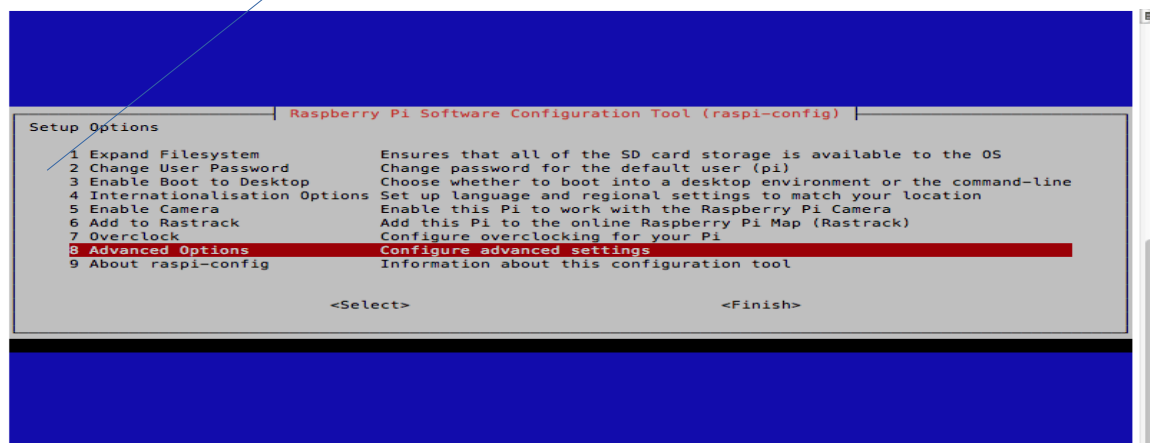 Raspberry Pi Software Configuration Tool (raspi-config)
Setup Options
1 Expand Filesystem Ensures that all of the SD card storage is available to the OS
2 Change User Password Change password for the default user (pi)
3 Enable Boot to Desktop Choose whether to boot into a desktop environment or the command-line
4 Internationalisation Options Set up language and regional settings to match your location
5 Enable Camera Enable this Pi to work with the Raspberry Pi Camera
6 Add to Rastrack Add this Pi to the online Raspberry Pi Map (Rastrack)
7 Overclock Configure overclocking for your Pi
8 Advanced Options Configure advanced settings
9 About raspi-config Information about this configuration tool
<Select> <Finish>